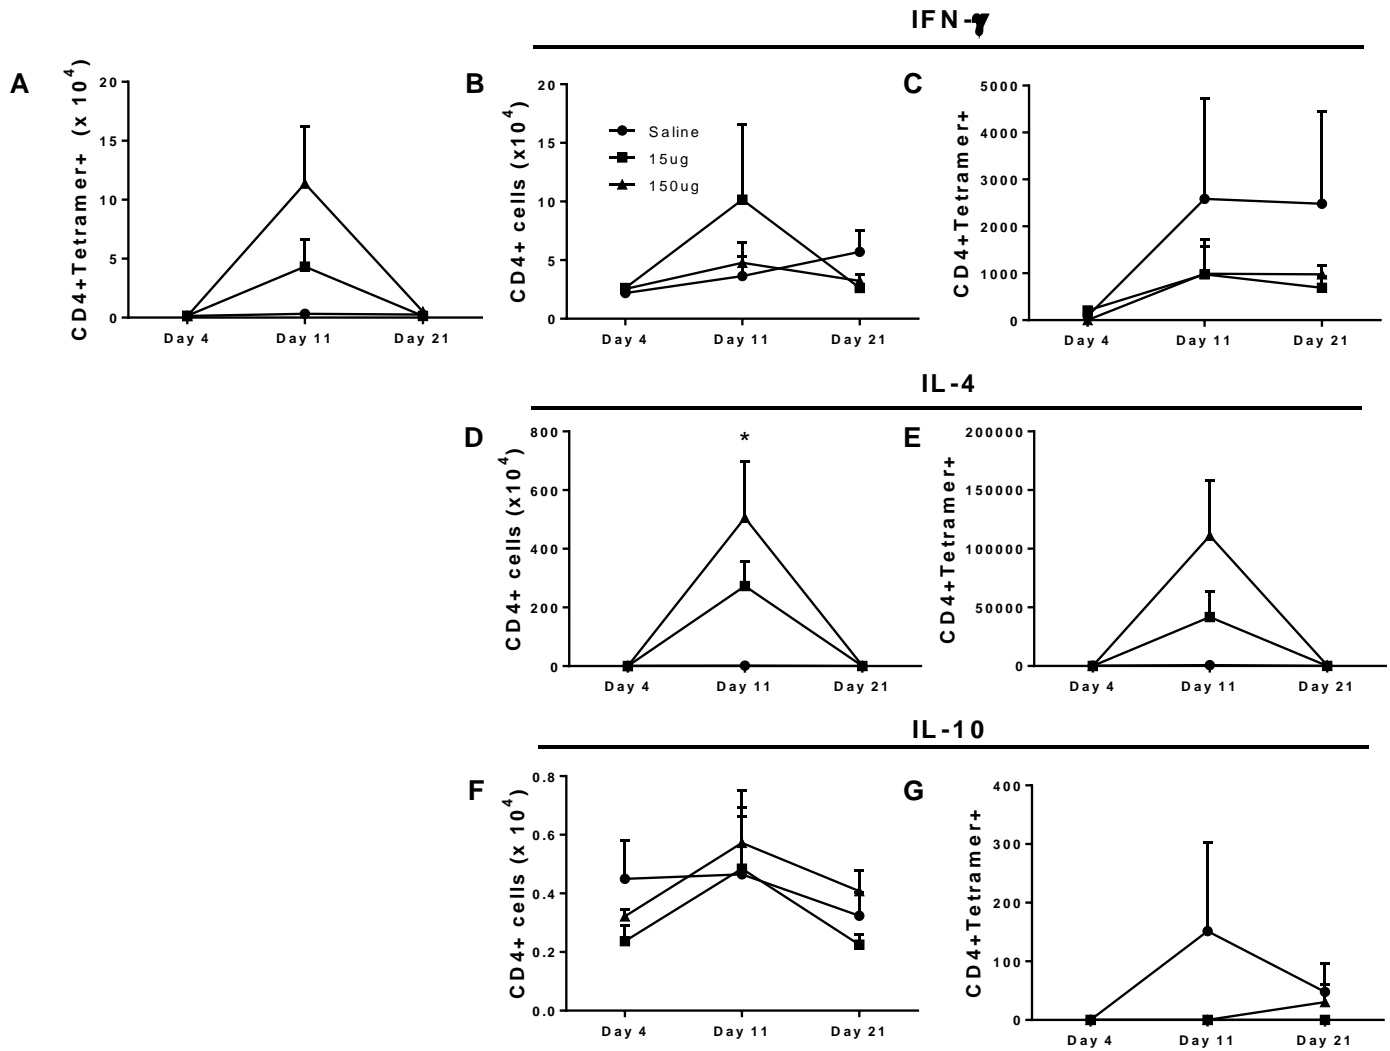 IFN-γ
A
CD4+Tetramer+ (x 10⁴)
20
15
10
5
0
Day 4 Day 11 Day 21
B
CD4+ cells (x10⁴)
20
15
10
5
0
Saline
15ug
150ug
Day 4 Day 11 Day 21
C
CD4+Tetramer+
5000
4000
3000
2000
1000
0
Day 4 Day 11 Day 21
IL-4
D
CD4+ cells (x10⁴)
800
600
400
200
0
*
Day 4 Day 11 Day 21
E
CD4+Tetramer+
200000
150000
100000
50000
0
Day 4 Day 11 Day 21
IL-10
F
CD4+ cells (x 10⁴)
0.8
0.6
0.4
0.2
0.0
Day 4 Day 11 Day 21
G
CD4+Tetramer+
400
300
200
100
0
Day 4 Day 11 Day 21